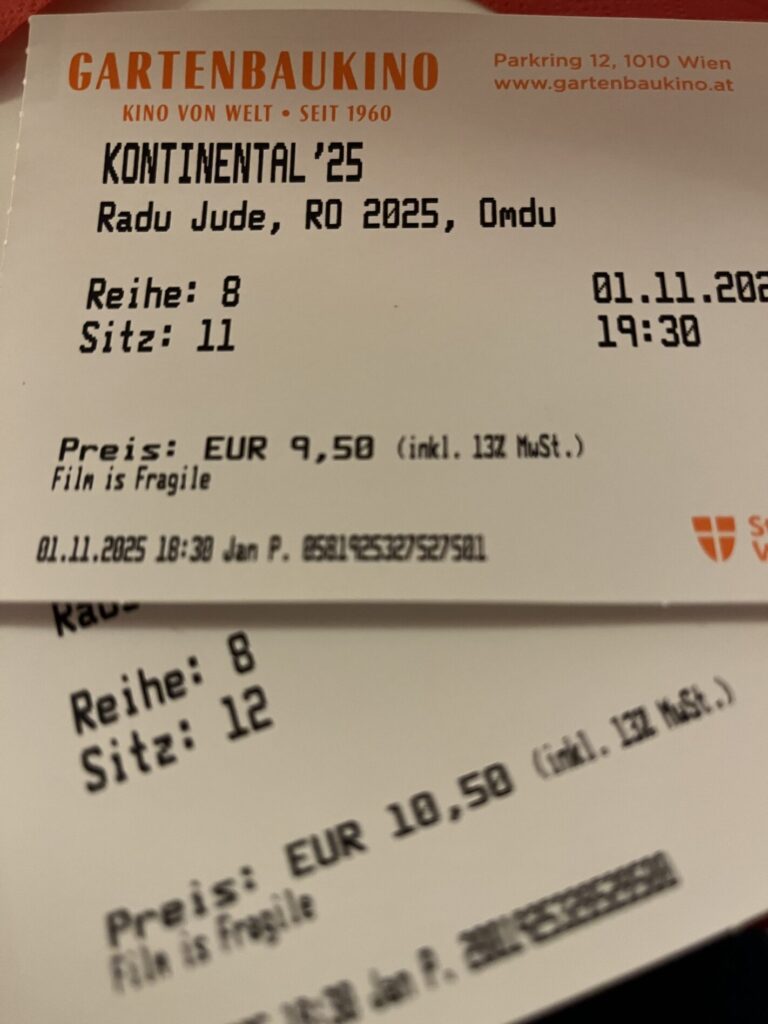 GARTENBAUKINO
KINO VON WELT • SEIT 1960
Parkring 12, 1010 Wien
www.gartenbaukino.at
KONTINENTAL '25
Radu Jude, RO 2025, Omdu
Reihe: 8
Sitz: 11
01.11.202
19:30
Preis: EUR 9,50 (inkl. 13% MwSt.)
Film is Fragile
01.11.2025 18:30 Jan P. 0581925327527501
Reihe: 8
Sitz: 12
Preis: EUR 10,50 (inkl. 13% MwSt.)
Film is Fragile
18:30 Jan P.